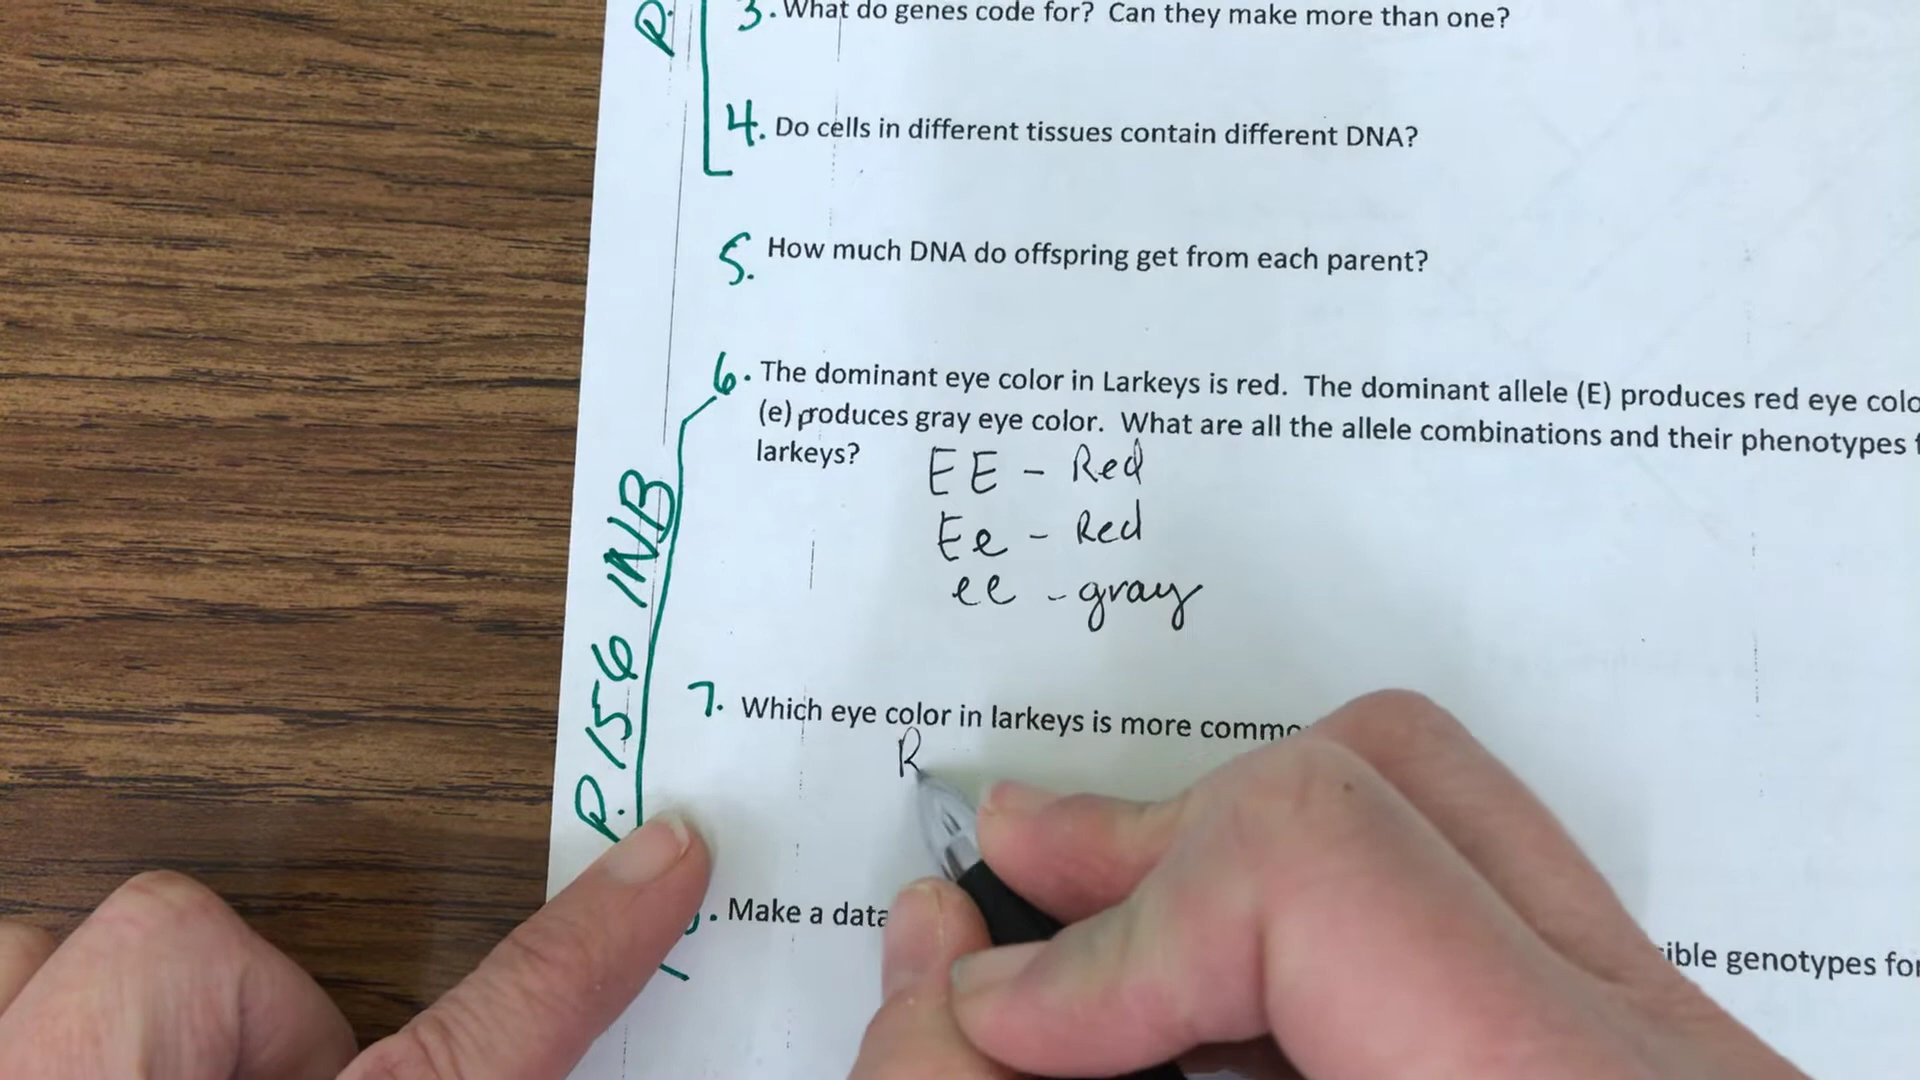 P.
3. What do genes code for? Can they make more than one?
4. Do cells in different tissues contain different DNA?
5. How much DNA do offspring get from each parent?
6. The dominant eye color in Larkeys is red. The dominant allele (E) produces red eye colo
(e) produces gray eye color. What are all the allele combinations and their phenotypes f
larkeys?
EE - Red
Ee - Red
ee - gray
P. 156 INB
7. Which eye color in larkeys is more commo
R
. Make a data
ible genotypes for